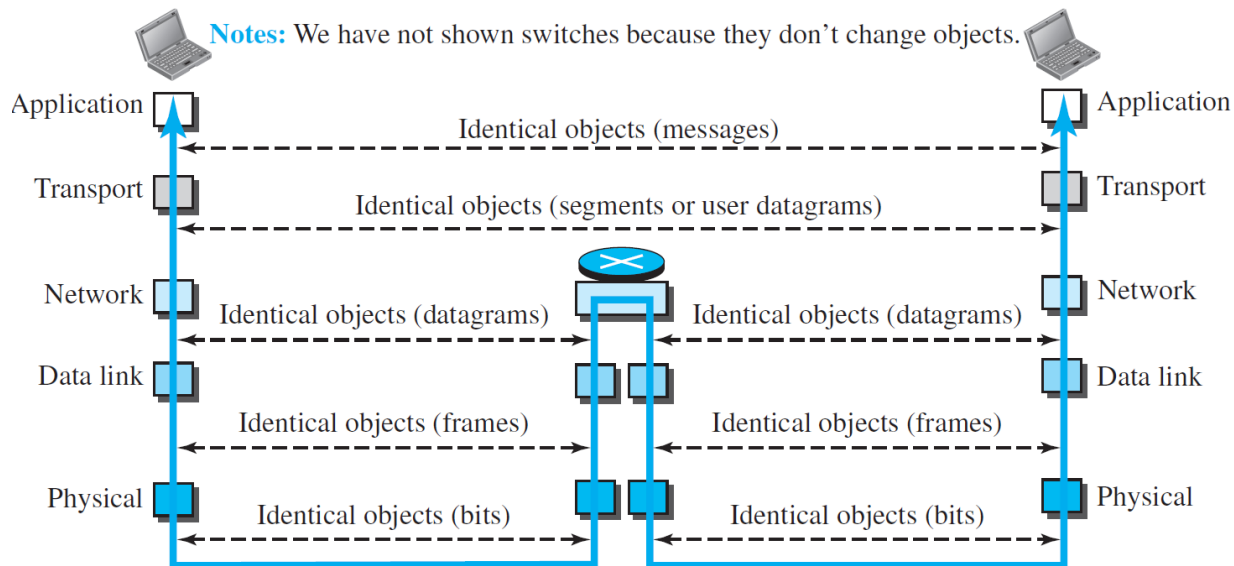 Notes: We have not shown switches because they don't change objects.
Application
Application
Identical objects (messages)
Transport
Transport
Identical objects (segments or user datagrams)
Network
Network
Identical objects (datagrams)
Identical objects (datagrams)
Data link
Data link
Identical objects (frames)
Identical objects (frames)
Physical
Physical
Identical objects (bits)
Identical objects (bits)